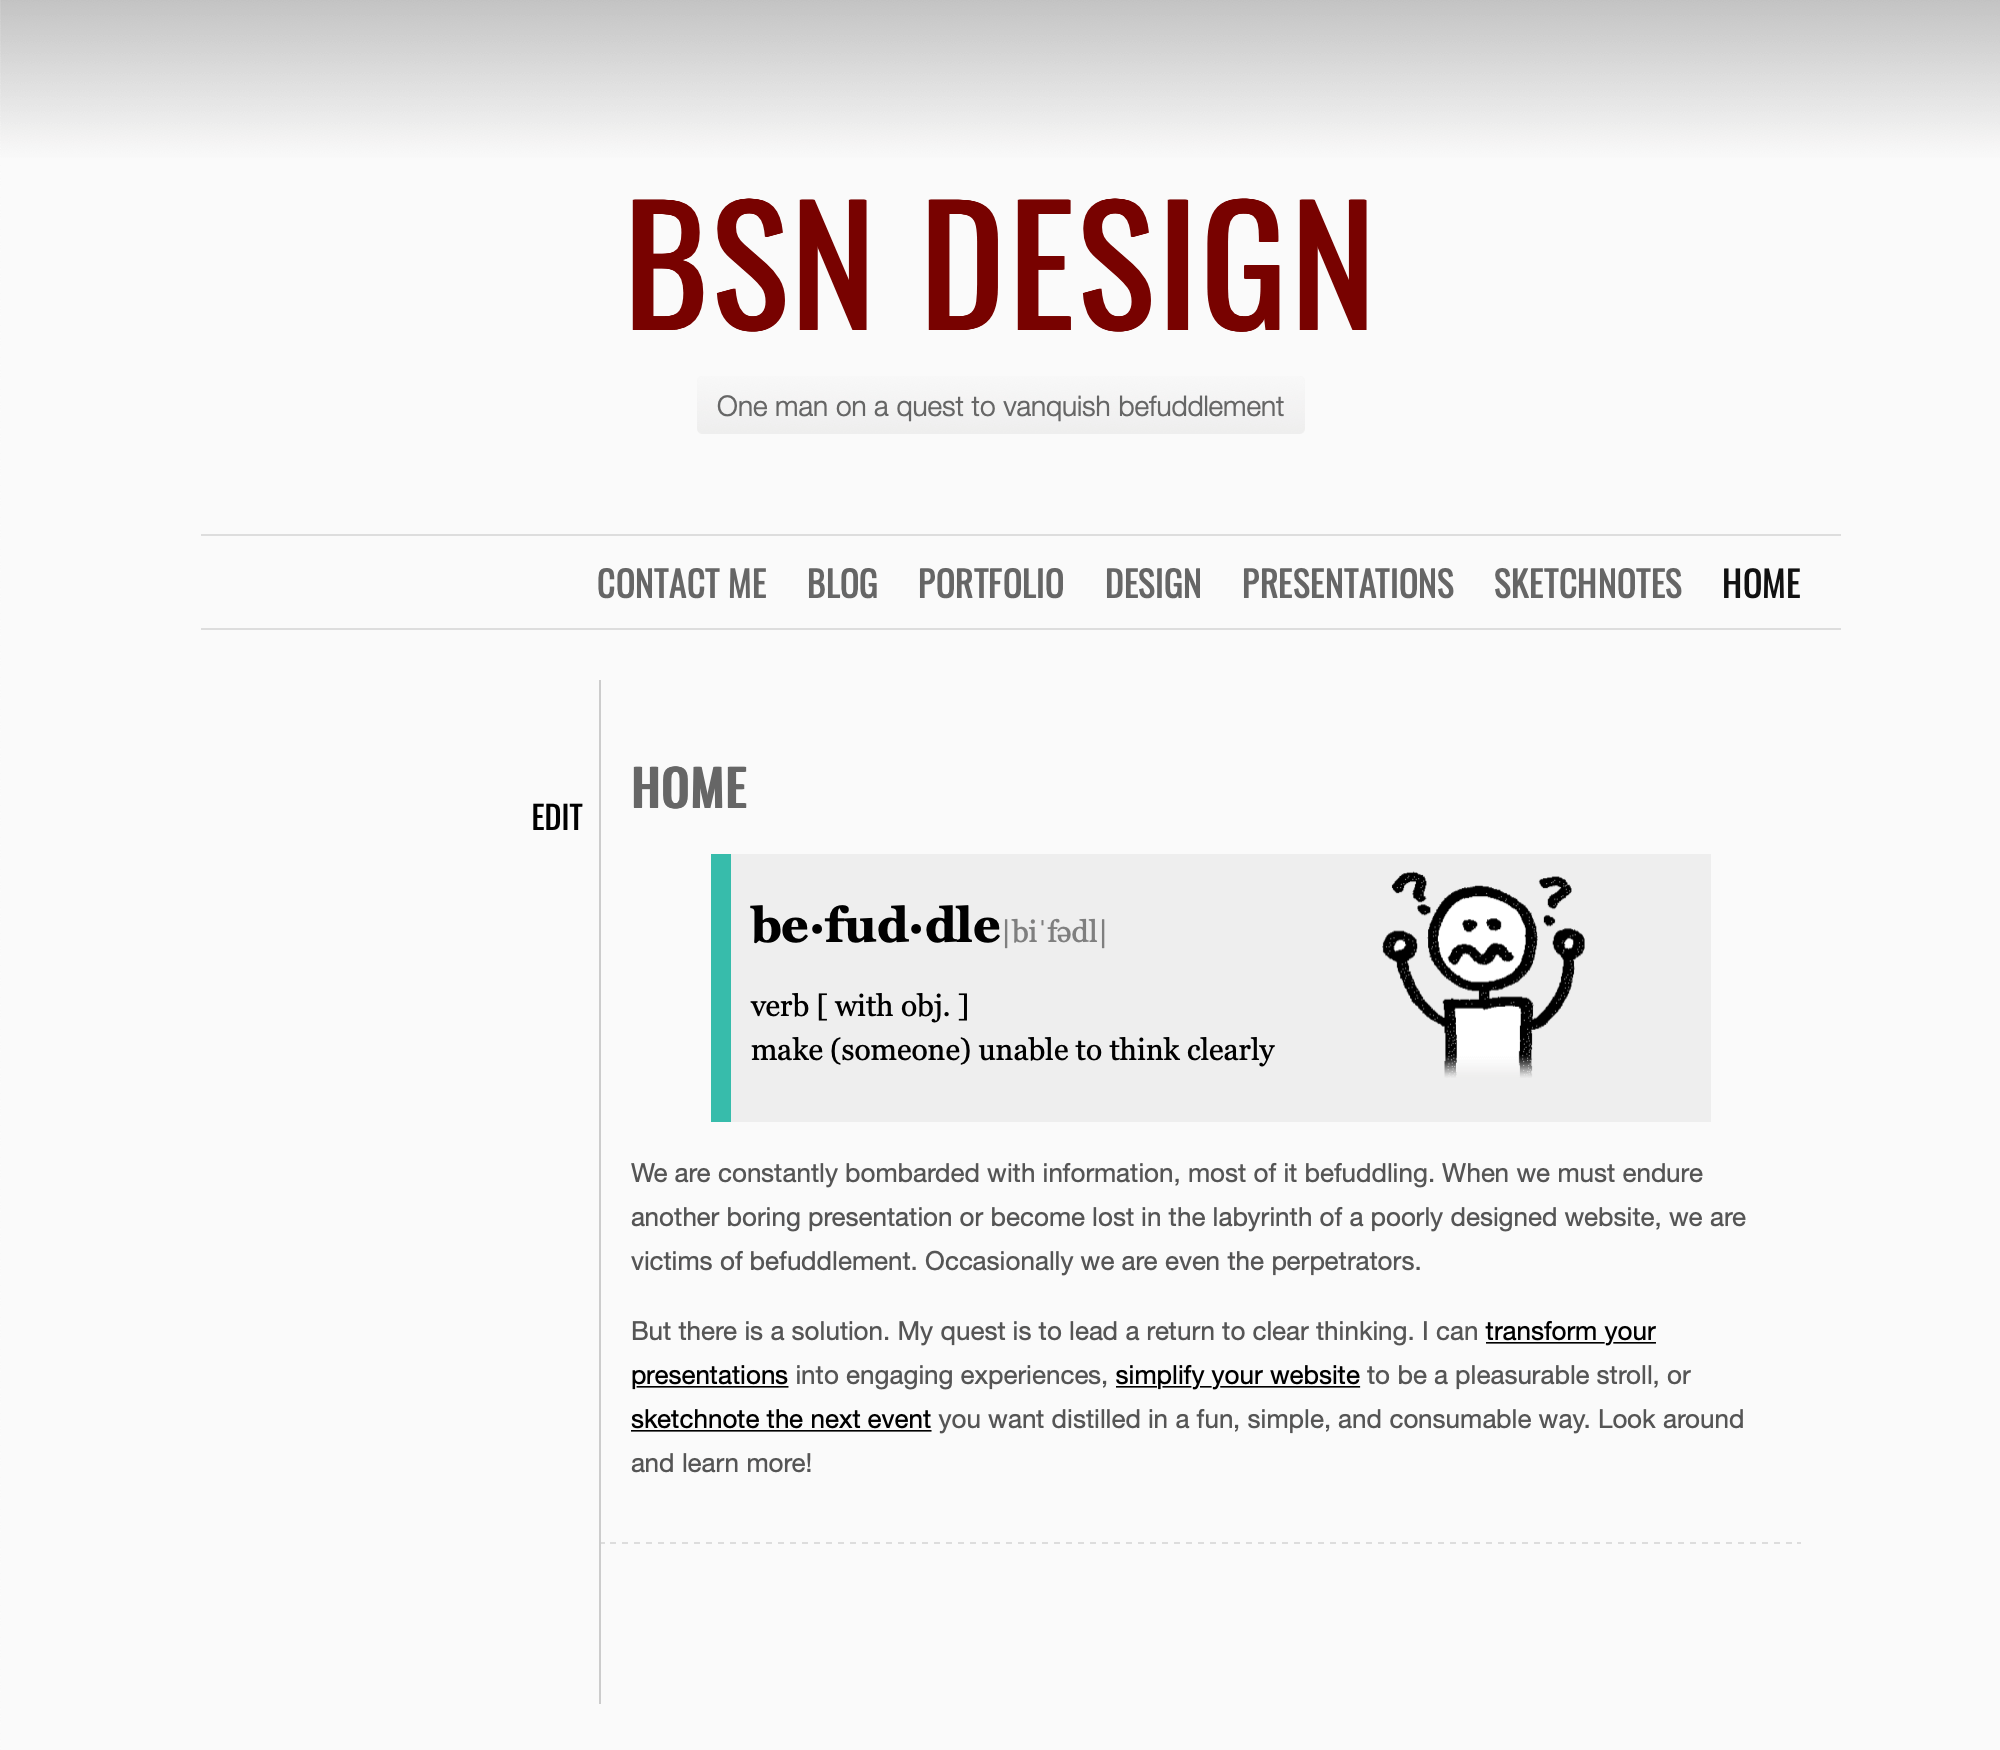 BSN DESIGN
One man on a quest to vanquish befuddlement
CONTACT ME BLOG PORTFOLIO DESIGN PRESENTATIONS SKETCHNOTES HOME
HOME
EDIT
be·fud·dle|biˈfədl|
? ?
verb [ with obj. ]
make (someone) unable to think clearly
We are constantly bombarded with information, most of it befuddling. When we must endure
another boring presentation or become lost in the labyrinth of a poorly designed website, we are
victims of befuddlement. Occasionally we are even the perpetrators.
But there is a solution. My quest is to lead a return to clear thinking. I can transform your
presentations into engaging experiences, simplify your website to be a pleasurable stroll, or
sketchnote the next event you want distilled in a fun, simple, and consumable way. Look around
and learn more!